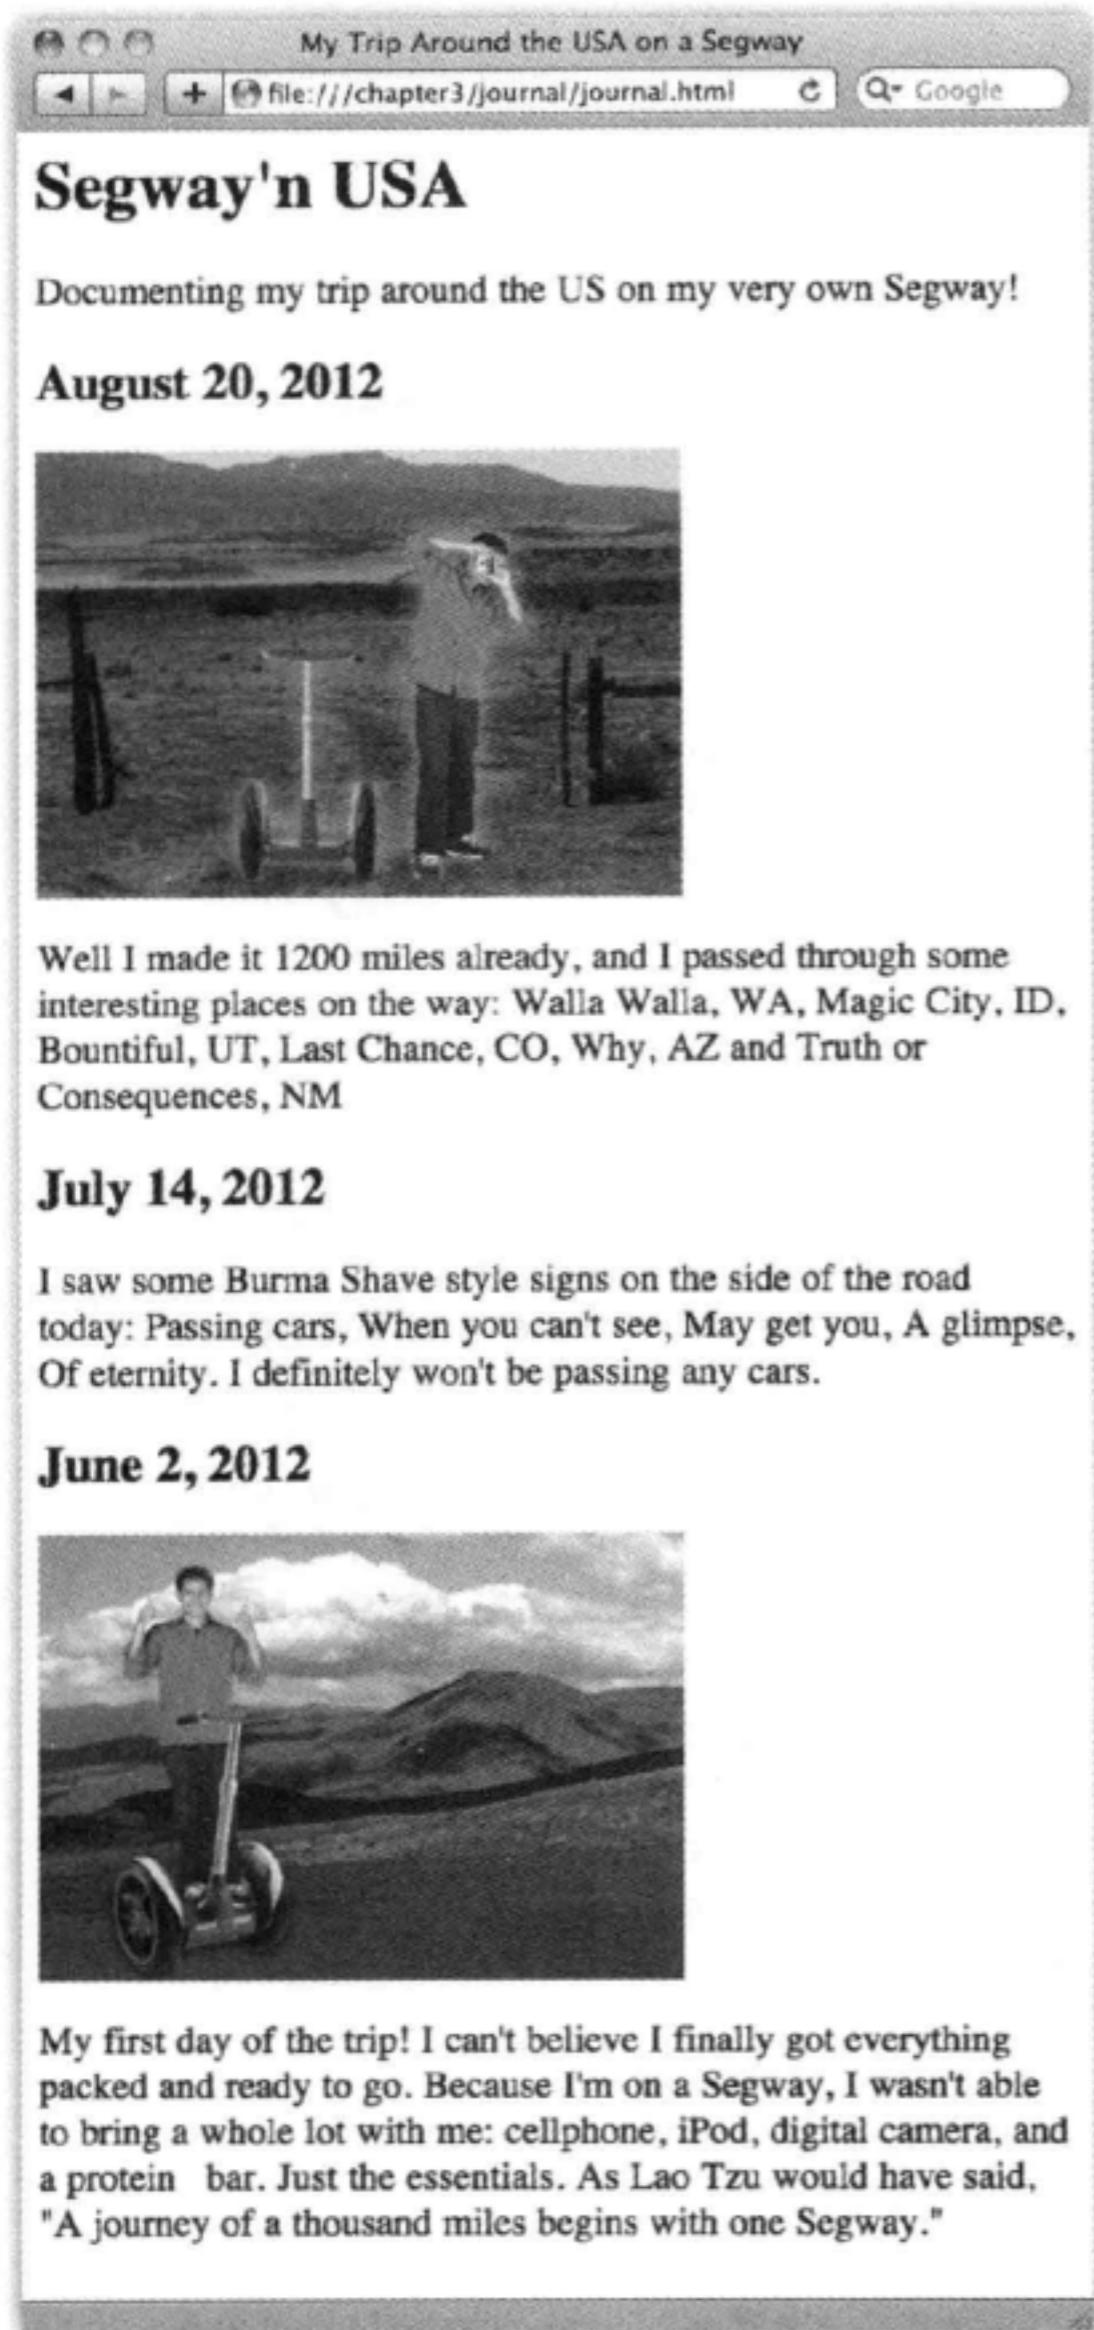 My Trip Around the USA on a Segway
file:///chapter3/journal/journal.html
Google
Segway'n USA
Documenting my trip around the US on my very own Segway!
August 20, 2012
Well I made it 1200 miles already, and I passed through some
interesting places on the way: Walla Walla, WA, Magic City, ID,
Bountiful, UT, Last Chance, CO, Why, AZ and Truth or
Consequences, NM
July 14, 2012
I saw some Burma Shave style signs on the side of the road
today: Passing cars, When you can't see, May get you, A glimpse,
Of eternity. I definitely won't be passing any cars.
June 2, 2012
My first day of the trip! I can't believe I finally got everything
packed and ready to go. Because I'm on a Segway, I wasn't able
to bring a whole lot with me: cellphone, iPod, digital camera, and
a protein bar. Just the essentials. As Lao Tzu would have said,
"A journey of a thousand miles begins with one Segway."